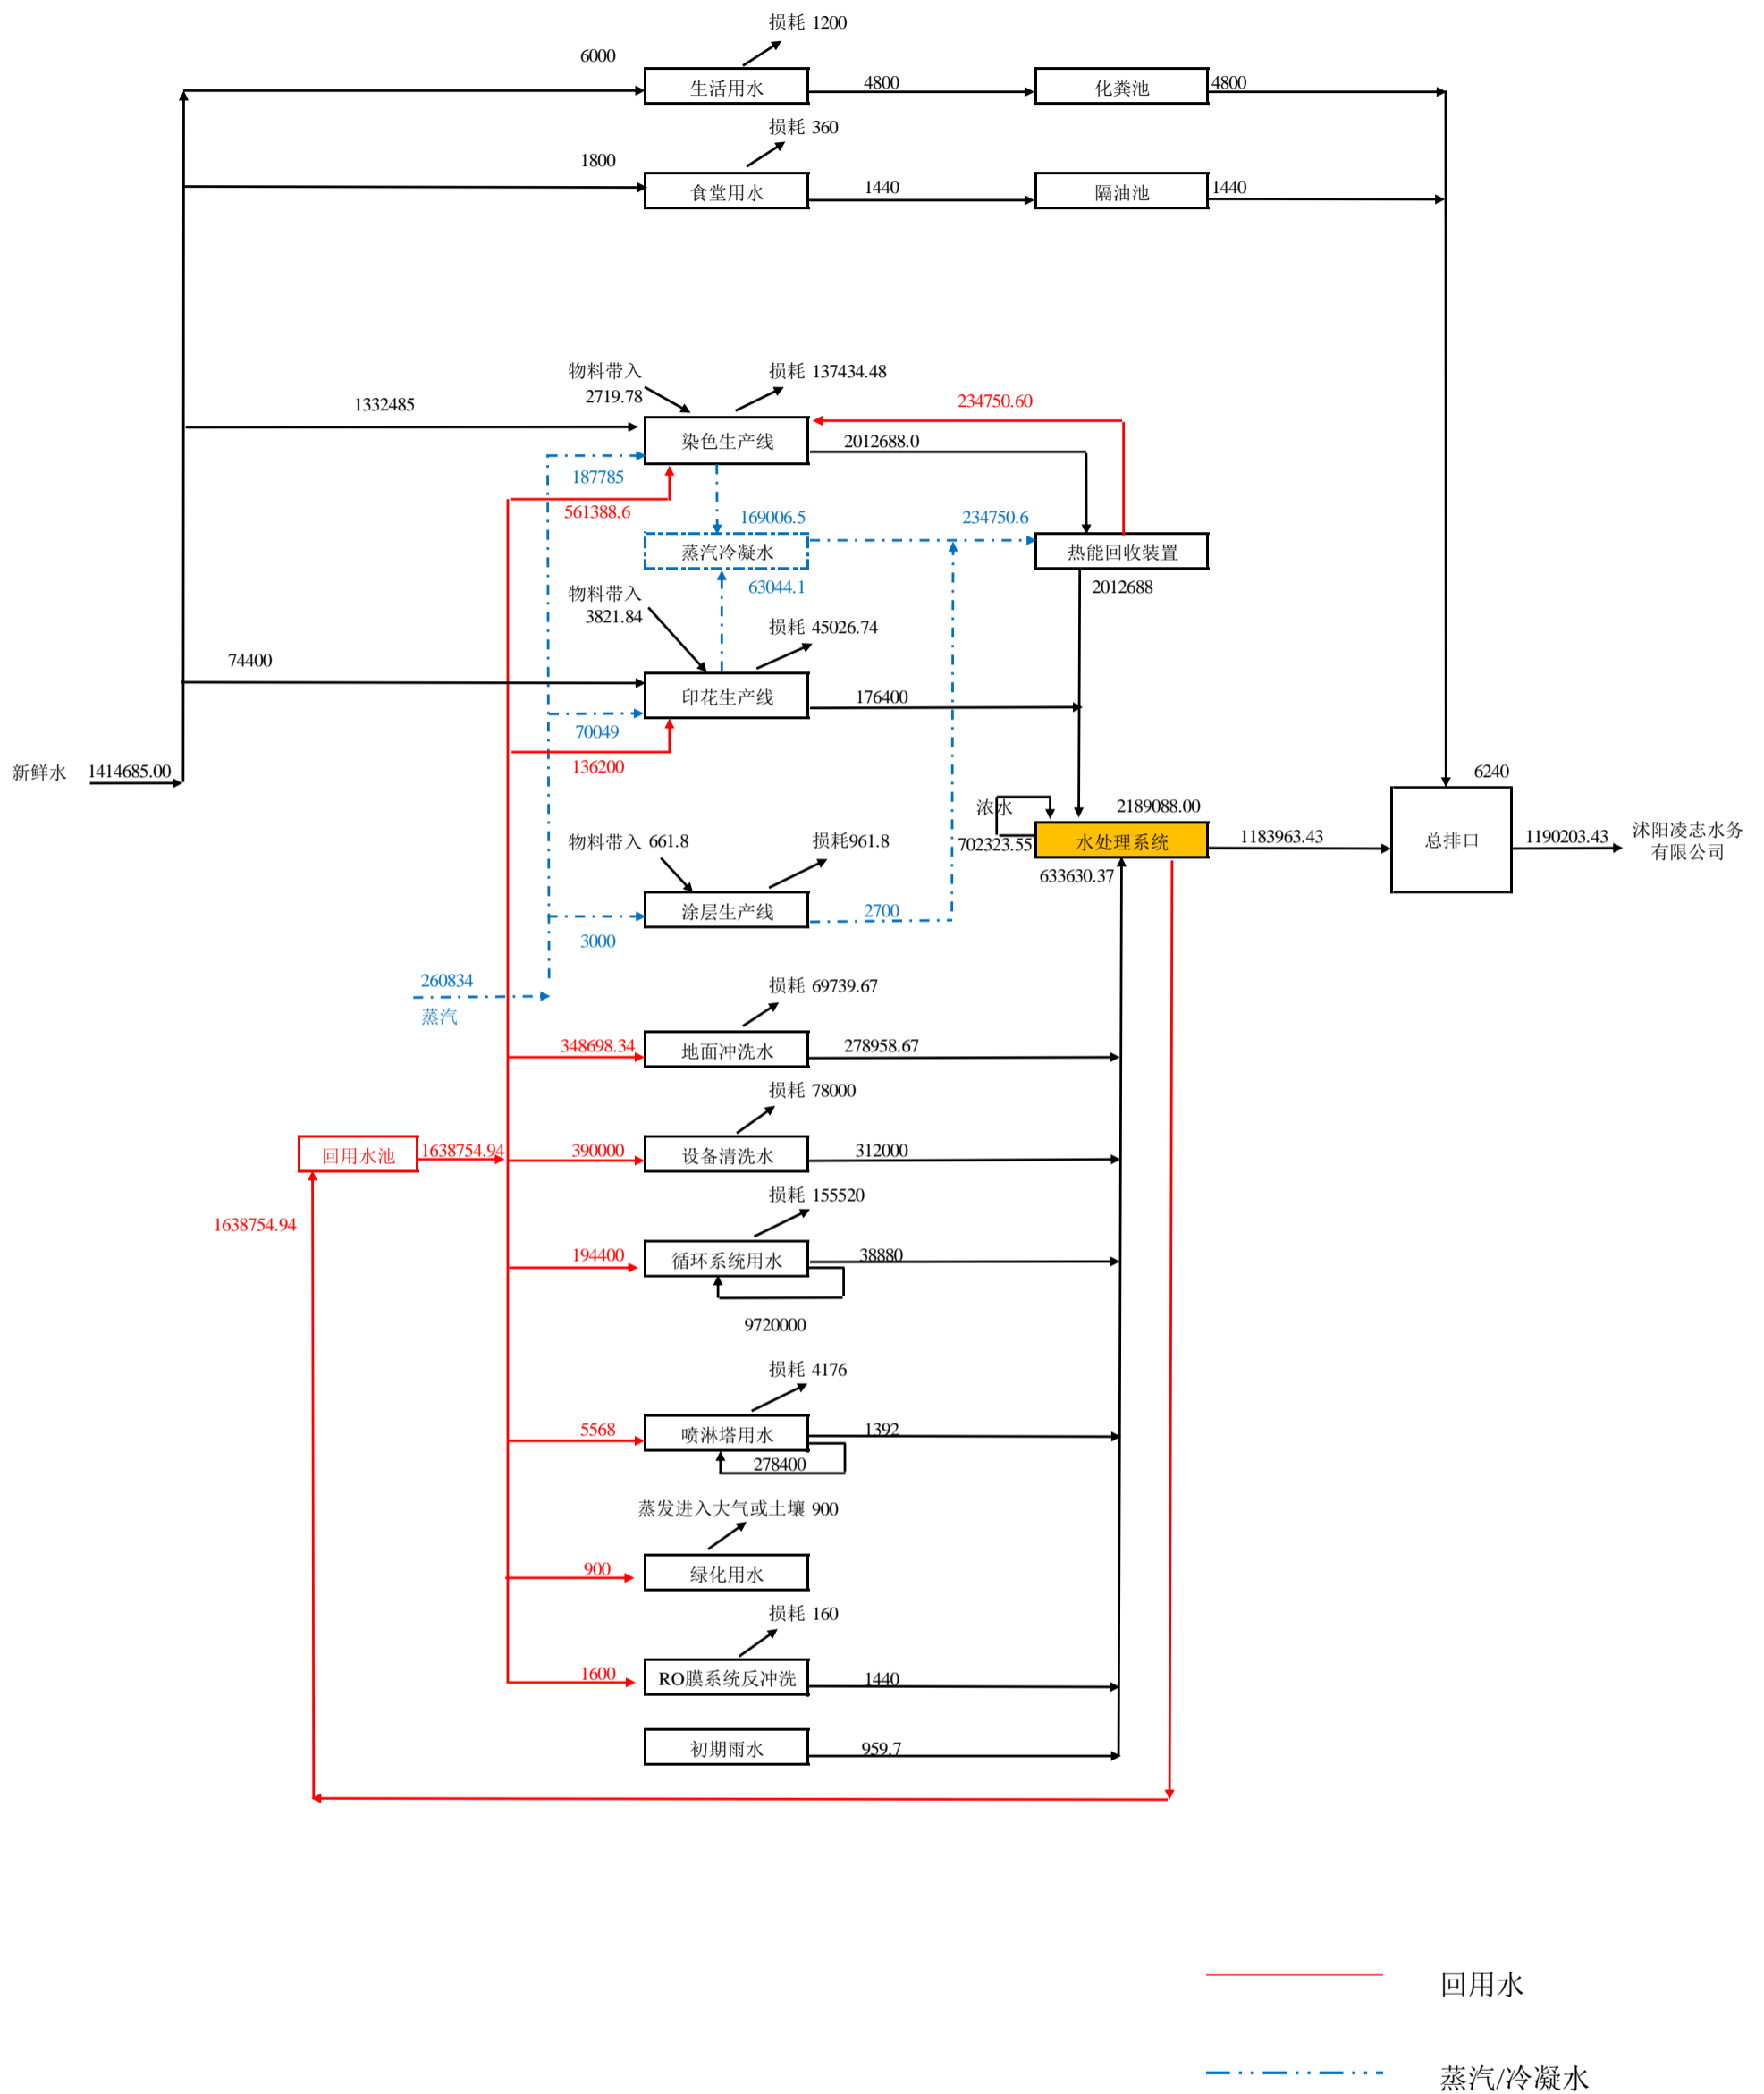 损耗 1200
6000
生活用水
4800
化粪池
4800
损耗 360
1800
食堂用水
1440
隔油池
1440
物料带入
2719.78
损耗 137434.48
1332485
234750.60
染色生产线
2012688.0
187785
561388.6
169006.5
234750.6
蒸汽冷凝水
热能回收装置
63044.1
2012688
物料带入
3821.84
损耗 45026.74
74400
印花生产线
176400
70049
136200
新鲜水
1414685.00
6240
浓水
2189088.00
702323.55
水处理系统
1183963.43
总排口
1190203.43
沭阳凌志水务
有限公司
633630.37
物料带入 661.8
损耗961.8
涂层生产线
2700
3000
260834
蒸汽
损耗 69739.67
348698.34
地面冲洗水
278958.67
损耗 78000
回用水池
1638754.94
390000
设备清洗水
312000
1638754.94
损耗 155520
194400
循环系统用水
38880
9720000
损耗 4176
5568
喷淋塔用水
1392
278400
蒸发进入大气或土壤 900
900
绿化用水
损耗 160
1600
RO膜系统反冲洗
1440
初期雨水
959.7
回用水
蒸汽/冷凝水